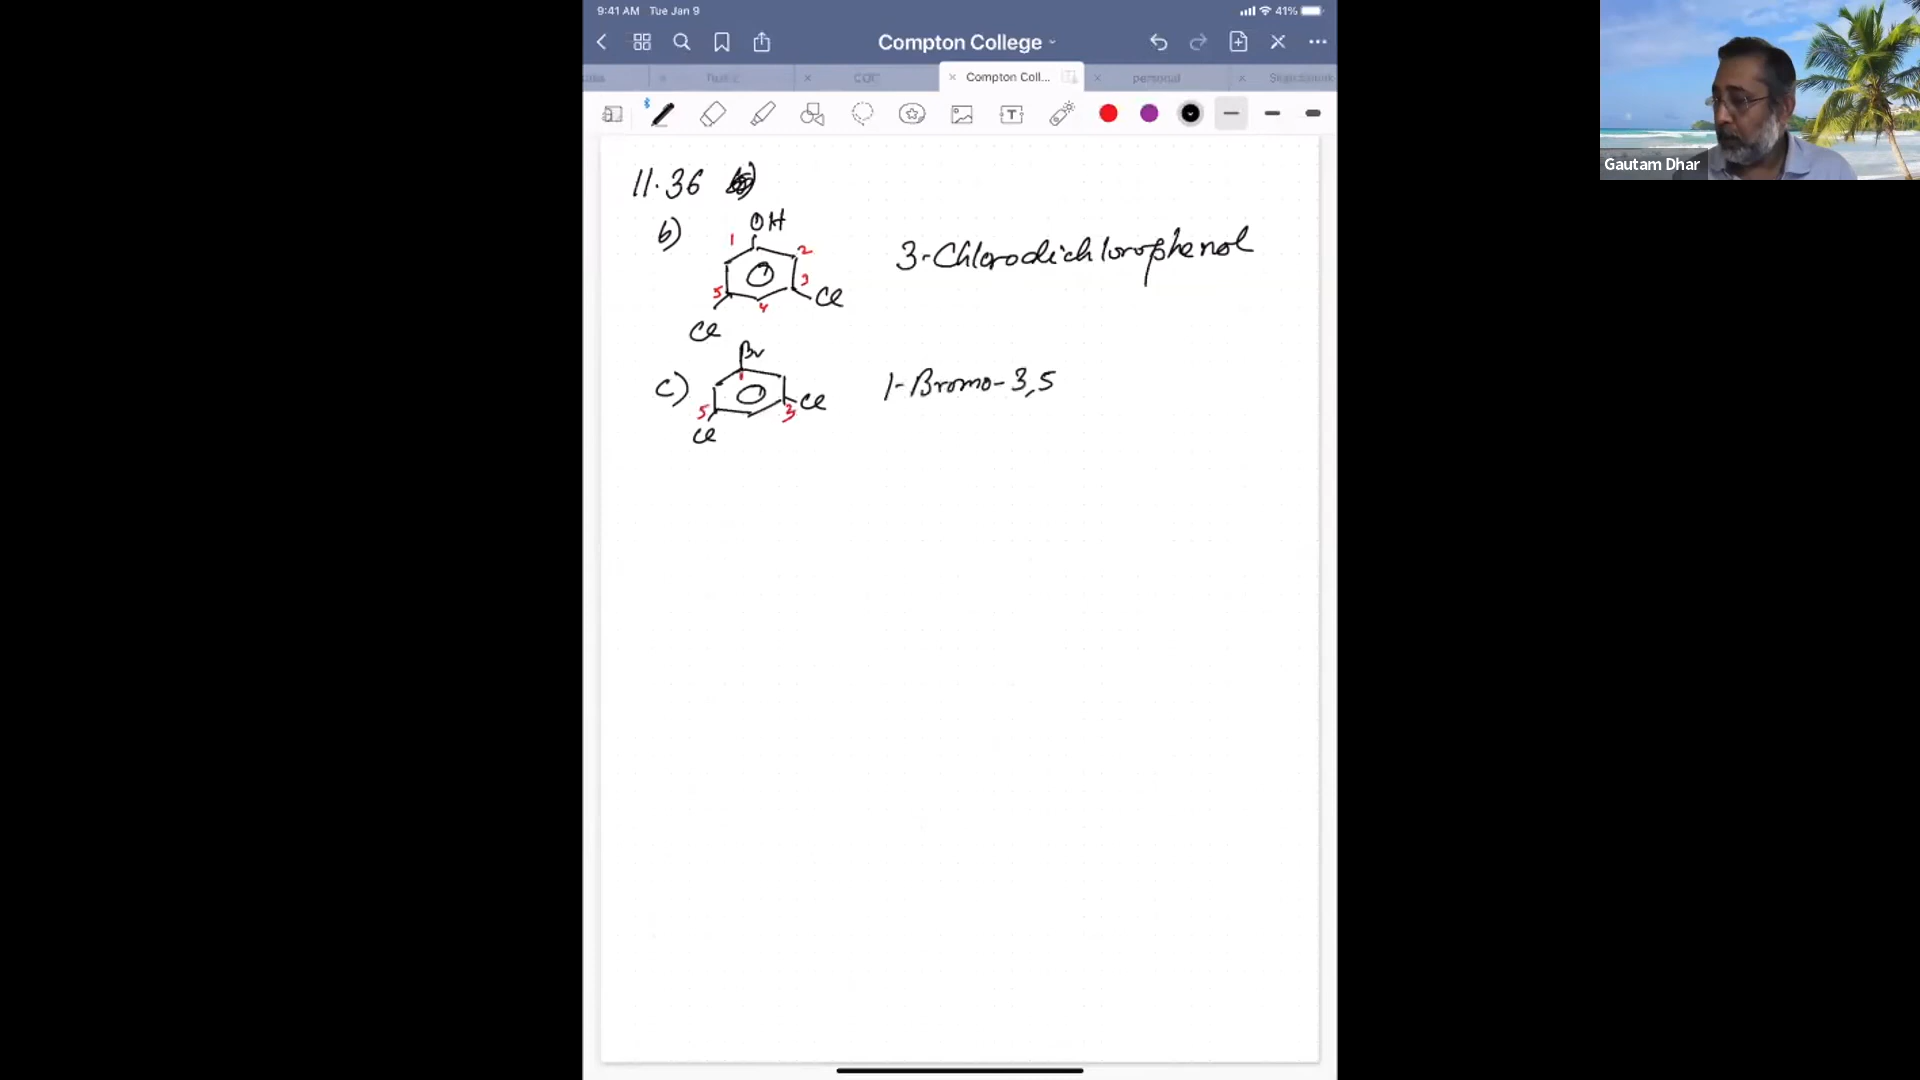 9:41 AM Tue Jan 9
41%
Compton College
Compton Coll...
personal
T
Gautam Dhar
11.36
b)
OH
1
2
3
4
5
Cl
Cl
3-Chlorodichlorophenol
c)
Br
1
3
5
Cl
Cl
1-Bromo-3,5